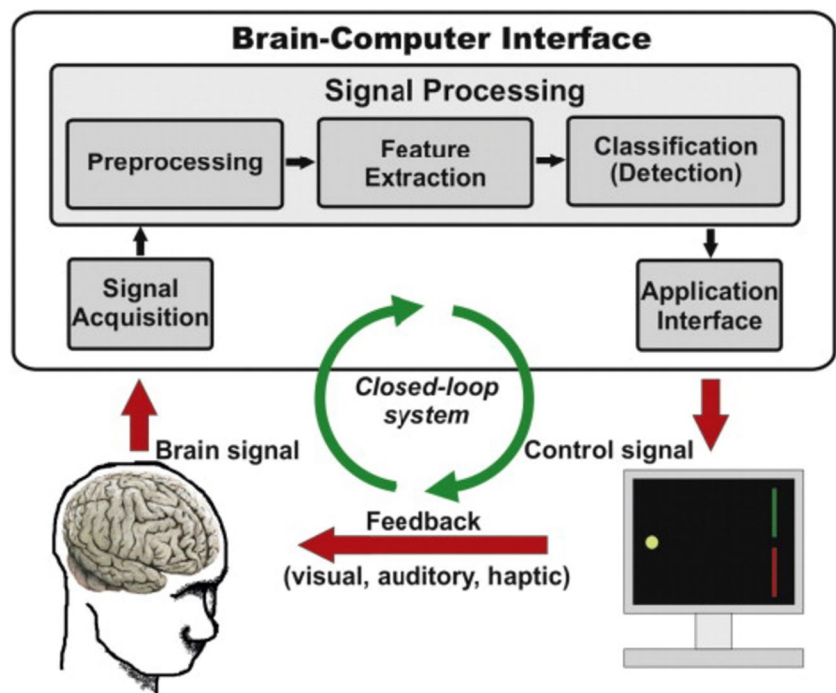 Brain-Computer Interface
Signal Processing
Preprocessing
Feature
Extraction
Classification
(Detection)
Signal
Acquisition
Application
Interface
Closed-loop
system
Brain signal
Control signal
Feedback
(visual, auditory, haptic)